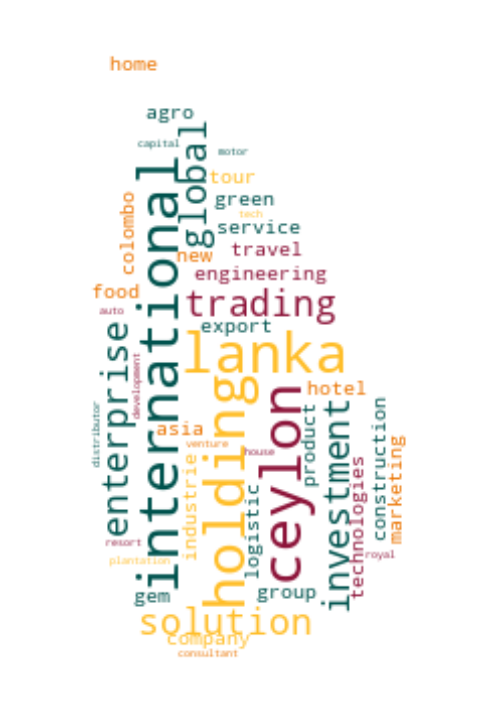 home
agro
capital
motor
global
international
tour
colombo
green
tech
service
travel
new
engineering
food
trading
auto
export
enterprise
lanka
development
holding
hotel
ceylon
distributor
asia
product
investment
construction
venture
house
marketing
industrie
technologies
logistic
resort
royal
plantation
gem
group
solution
company
consultant